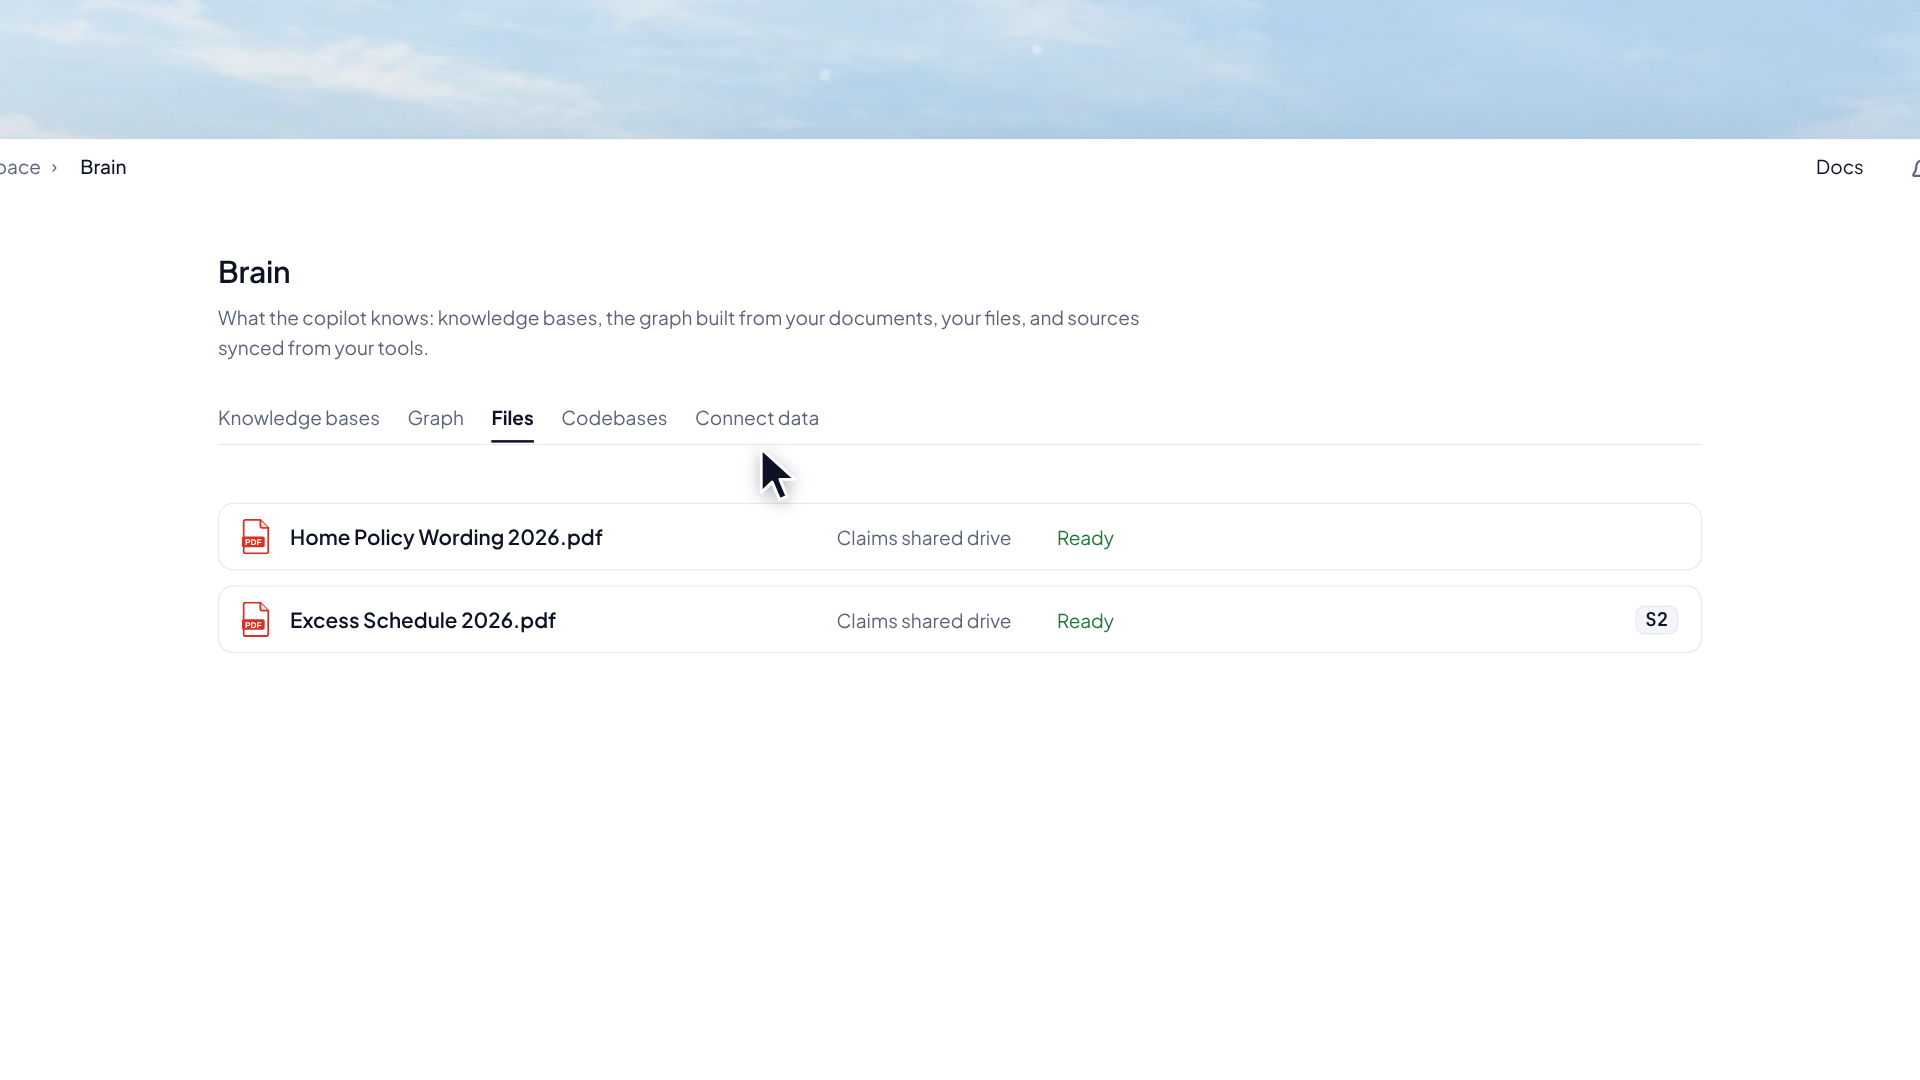 › Brain
Docs
Brain
What the copilot knows: knowledge bases, the graph built from your documents, your files, and sources
synced from your tools.
Knowledge bases Graph Files Codebases Connect data
PDF Home Policy Wording 2026.pdf Claims shared drive Ready
PDF Excess Schedule 2026.pdf Claims shared drive Ready S2